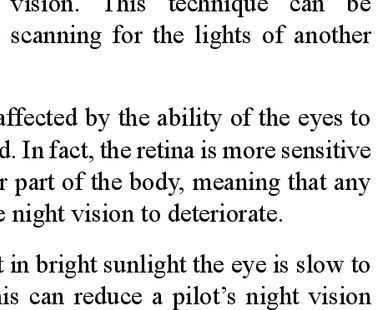 vision. This technique can be
scanning for the lights of another
affected by the ability of the eyes to
d. In fact, the retina is more sensitive
r part of the body, meaning that any
e night vision to deteriorate.
t in bright sunlight the eye is slow to
his can reduce a pilot’s night vision